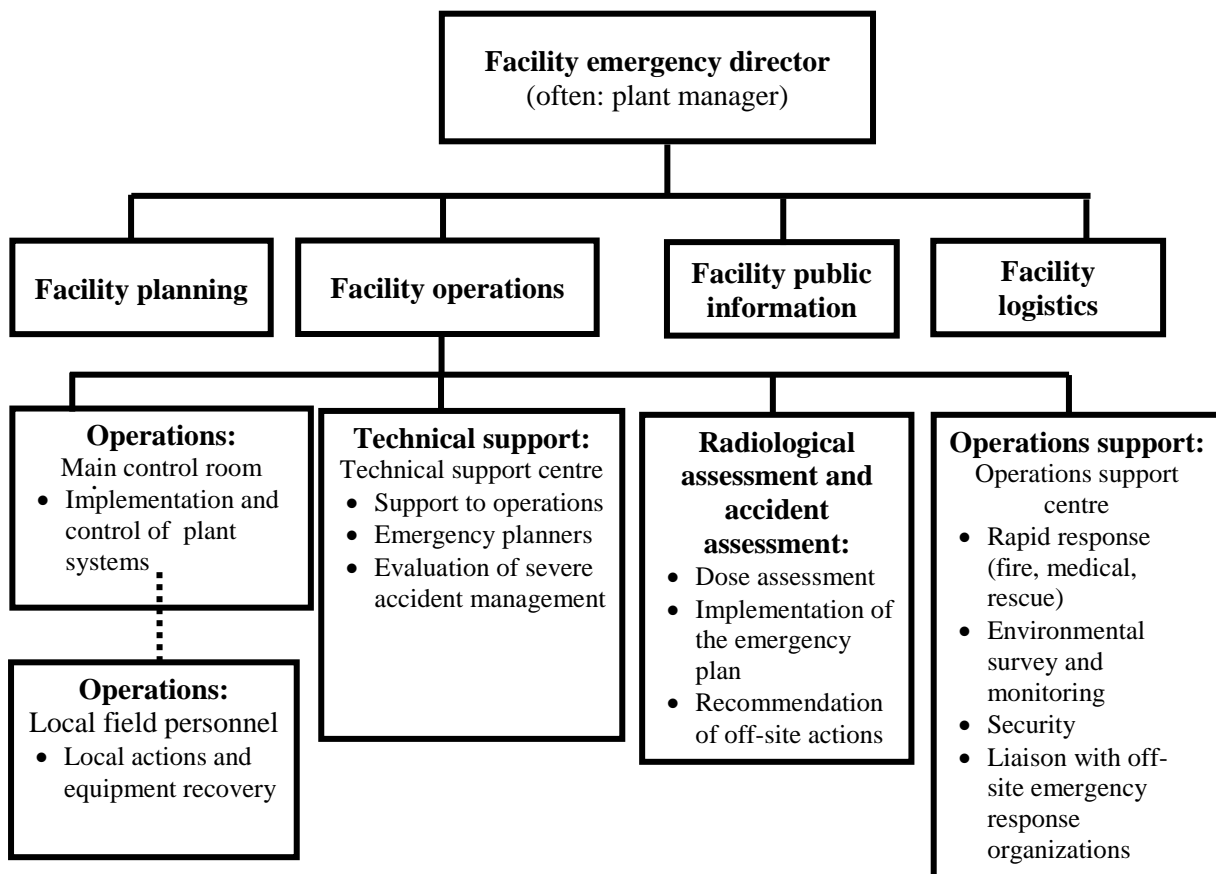 Facility emergency director
(often: plant manager)
Facility planning
Facility operations
Facility public
information
Facility
logistics
Operations:
Main control room
• Implementation and
control of plant
systems
Operations:
Local field personnel
• Local actions and
equipment recovery
Technical support:
Technical support centre
• Support to operations
• Emergency planners
• Evaluation of severe
accident management
Radiological
assessment and
accident
assessment:
• Dose assessment
• Implementation of
the emergency
plan
• Recommendation
of off-site actions
Operations support:
Operations support
centre
• Rapid response
(fire, medical,
rescue)
• Environmental
survey and
monitoring
• Security
• Liaison with off-
site emergency
response
organizations